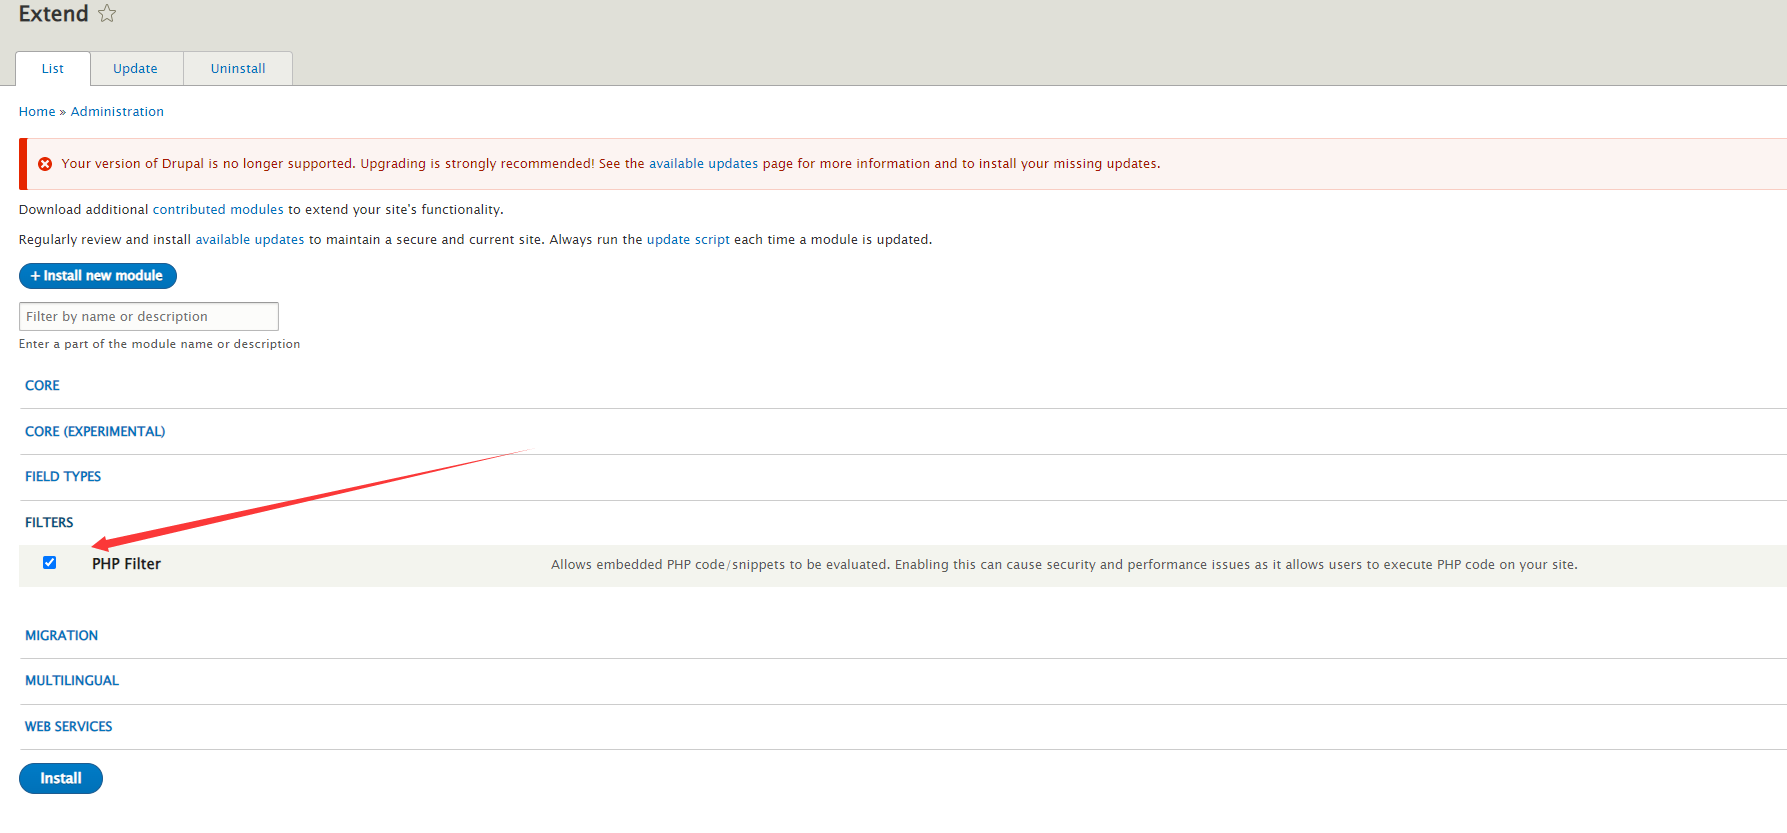 Extend
List
Update
Uninstall
Home » Administration
Your version of Drupal is no longer supported. Upgrading is strongly recommended! See the available updates page for more information and to install your missing updates.
Download additional contributed modules to extend your site's functionality.
Regularly review and install available updates to maintain a secure and current site. Always run the update script each time a module is updated.
+ Install new module
Filter by name or description
Enter a part of the module name or description
CORE
CORE (EXPERIMENTAL)
FIELD TYPES
FILTERS
PHP Filter Allows embedded PHP code/snippets to be evaluated. Enabling this can cause security and performance issues as it allows users to execute PHP code on your site.
MIGRATION
MULTILINGUAL
WEB SERVICES
Install